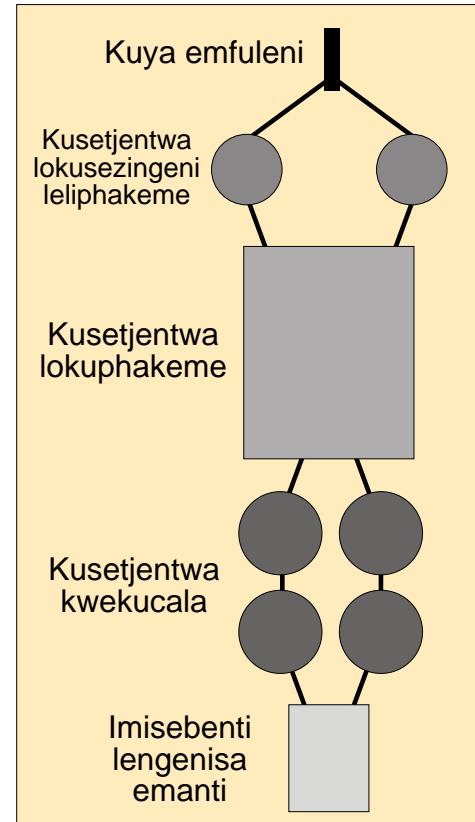 Kuya emfuleni
Kusetjentwa
lokusezingeni
leliphakeme
Kusetjentwa
lokuphakeme
Kusetjentwa
kwekucala
Imisebenti
lengenisa
emanti